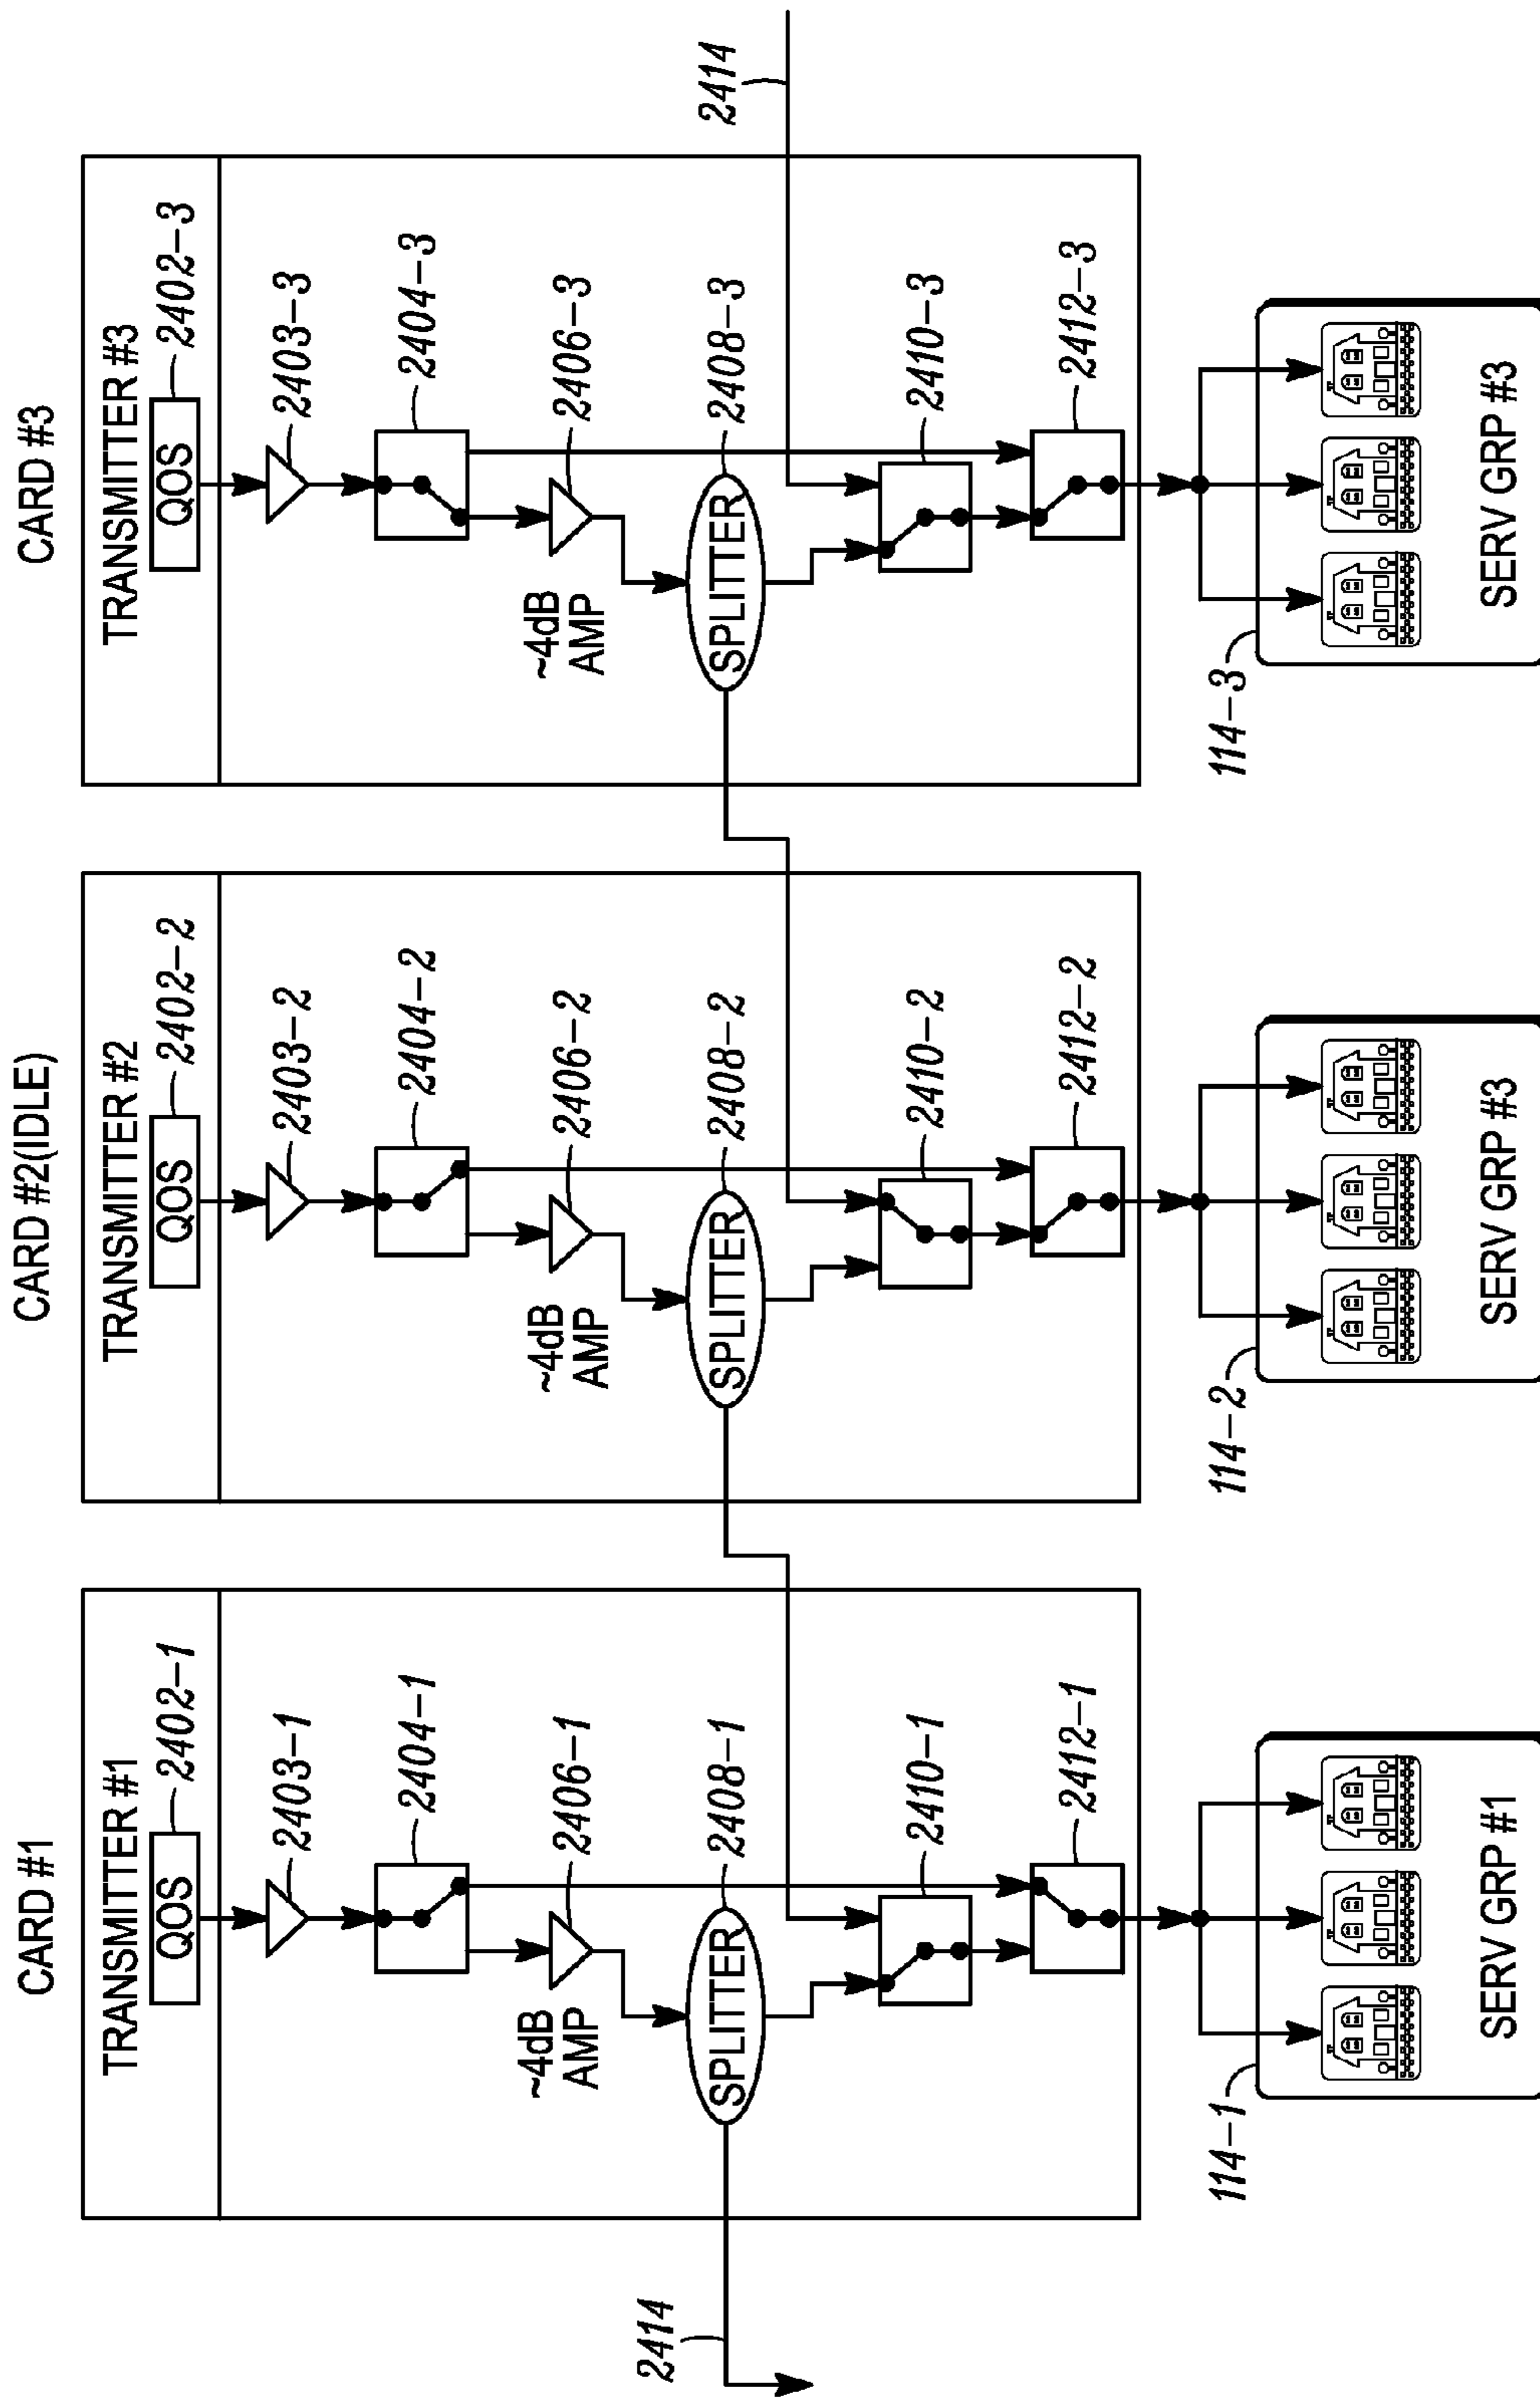 CARD #1
TRANSMITTER #1
QOS
2402-1
2403-1
2404-1
~4dB
AMP
2406-1
SPLITTER
2408-1
2410-1
2412-1
2414
114-1
SERV GRP #1
CARD #2(IDLE)
TRANSMITTER #2
QOS
2402-2
2403-2
2404-2
~4dB
AMP
2406-2
SPLITTER
2408-2
2410-2
2412-2
114-2
SERV GRP #3
CARD #3
TRANSMITTER #3
QOS
2402-3
2403-3
2404-3
~4dB
AMP
2406-3
SPLITTER
2408-3
2410-3
2412-3
2414
114-3
SERV GRP #3